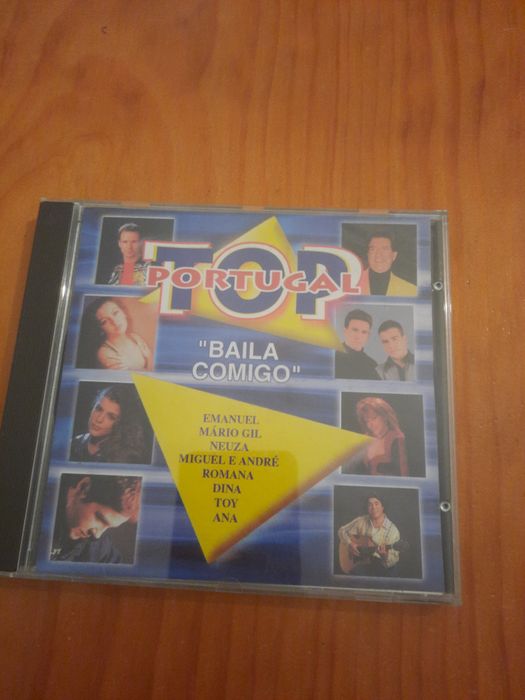 TOP
PORTUGAL
"BAILA
COMIGO"
EMANUEL
MÁRIO GIL
NEUZA
MIGUEL E ANDRÉ
ROMANA
DINA
TOY
ANA